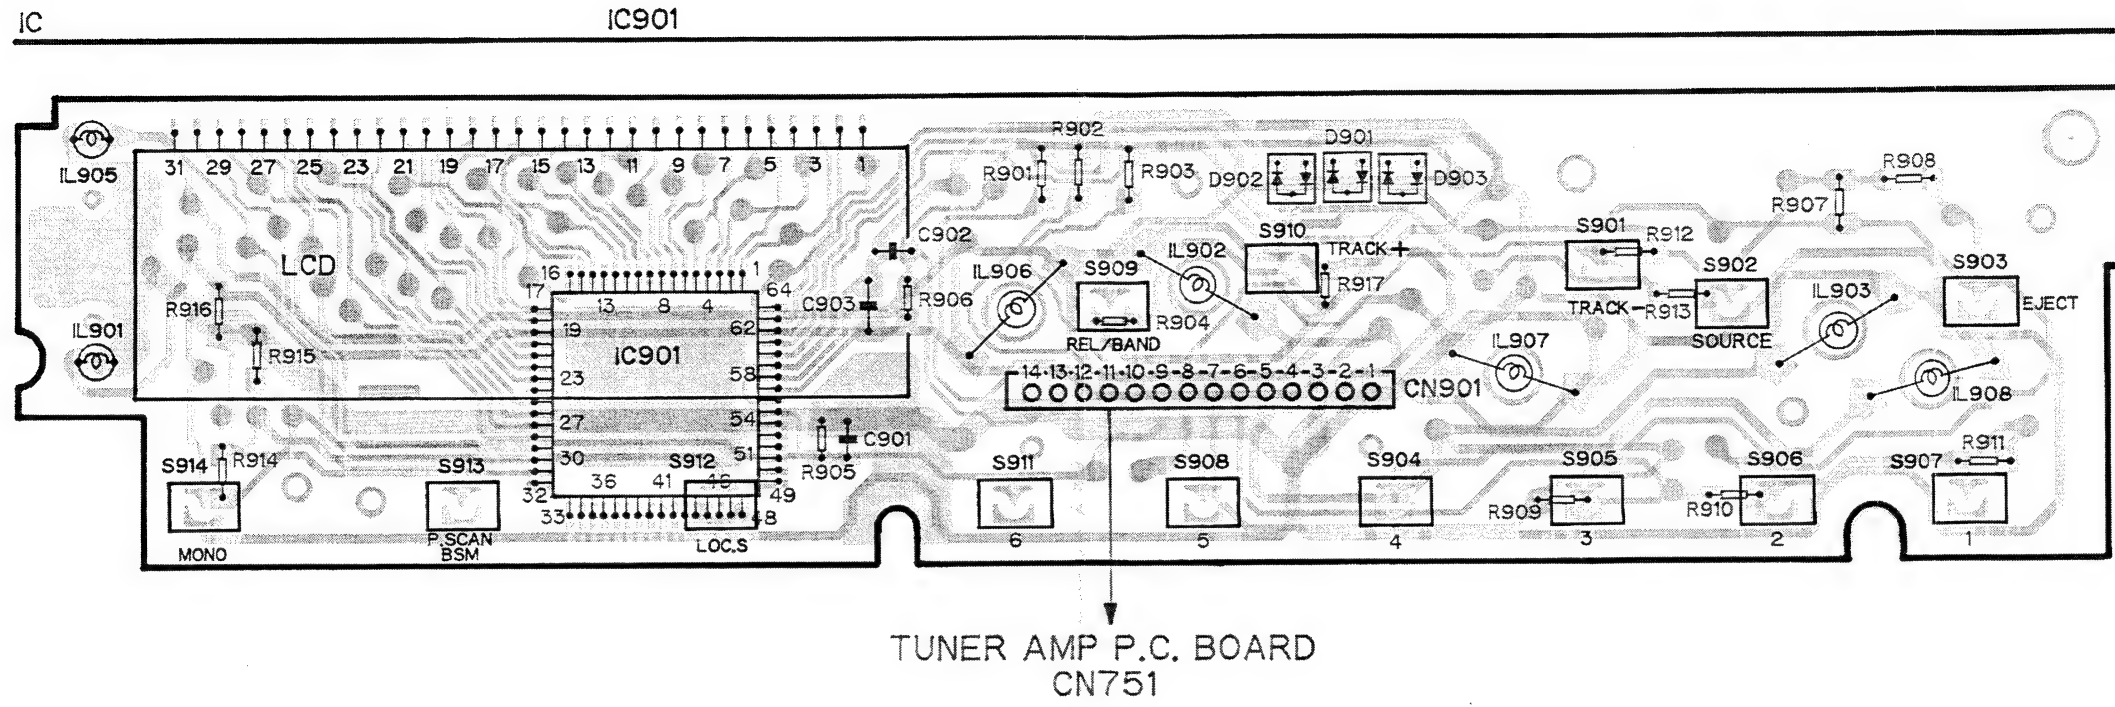 IC
IC901
IL905
31 29 27 25 23 21 19 17 15 13 11 9 7 5 3 1
R902
R901
R903
D901
D902
D903
R908
R907
LCD
C902
IL906
S909
IL902
S910
TRACK+
R917
S901
R912
S902
TRACK-
R913
SOURCE
IL903
S903
EJECT
R916
16 13 8 4 1
17
64
C903
R906
R904
REL/BAND
IL901
R915
19
IC901
62
23
58
IL907
IL908
14-13-12-11-10-9-8-7-6-5-4-3-2-1
CN901
27
54
30
51
R905
C901
S914
R914
S913
S912
S911
S908
S904
S905
S906
S907
R911
32
36 41 46
49
33
48
R909
R910
MONO
P.SCAN
BSM
LOC.S
6
5
4
3
2
1
TUNER AMP P.C. BOARD
CN751